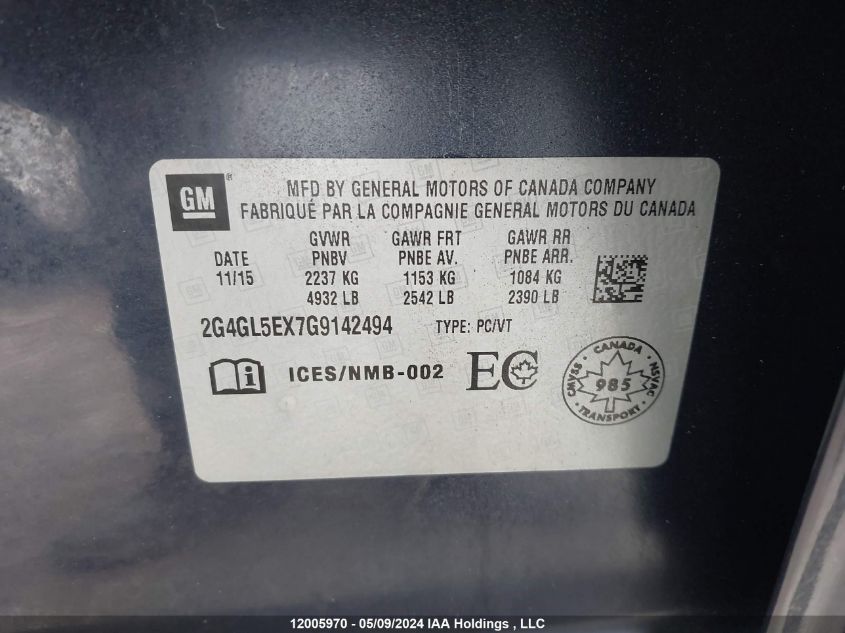 GM ®
MFD BY GENERAL MOTORS OF CANADA COMPANY
FABRIQUÉ PAR LA COMPAGNIE GENERAL MOTORS DU CANADA
DATE GVWR GAWR FRT GAWR RR
PNBV PNBE AV. PNBE ARR.
11/15 2237 KG 1153 KG 1084 KG
4932 LB 2542 LB 2390 LB
2G4GL5EX7G9142494 TYPE: PC/VT
i ICES/NMB-002 EC
CANADA
CMVSS 985 NSVAC
TRANSPORT
12005970 - 05/09/2024 IAA Holdings , LLC